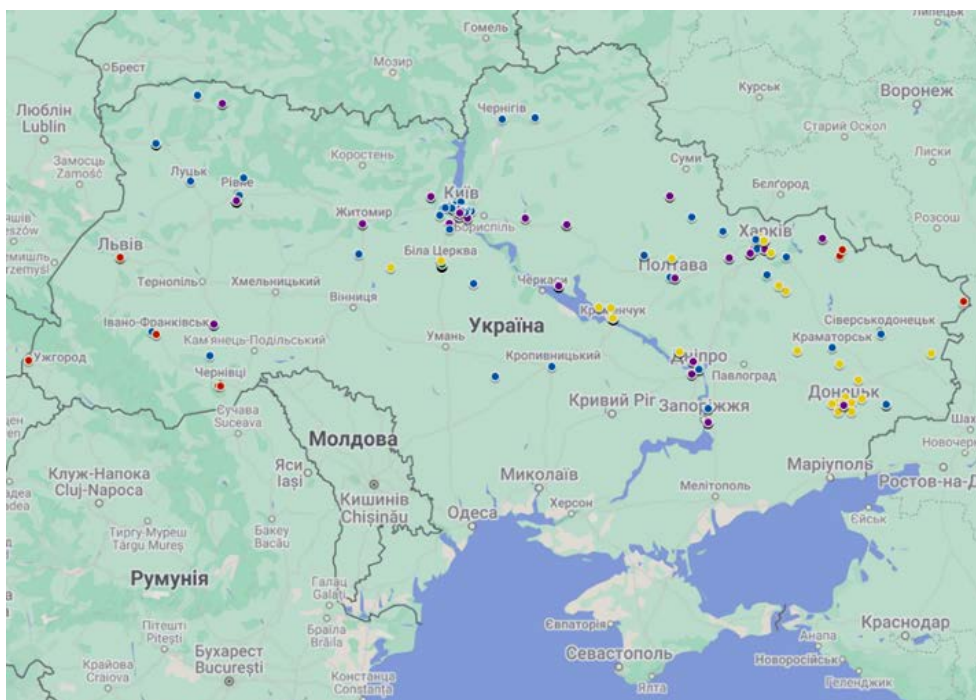 Липецьк
Гомель
Брест
Мозир
Курськ
Воронеж
Люблін
Lublin
Чернігів
Старий Оскол
Замосць
Zamość
Коростень
Суми
Лиски
Луцьк
Рівне
Бєлґород
Київ
Россош
Житомир
Бориспіль
Харків
Львів
Біла Церква
Полтава
Тернопіль
Хмельницький
Черкаси
Вінниця
Івано-Франківськ
Україна
Кременчук
Сіверськодонецьк
Кам'янець-Подільський
Умань
Краматорськ
Ужгород
Кропивницький
Дніпро
Чернівці
Павлоград
Донецьк
Сучава
Suceava
Кривий Ріг
Запоріжжя
Молдова
Клуж-Напока
Cluj-Napoca
Ясси
Iași
Миколаїв
Маріуполь
Кишинів
Chișinău
Херсон
Мелітополь
Одеса
Єйськ
Тиргу-Муреш
Târgu Mureș
Бакеу
Bacău
Румунія
Галац
Galați
Пітешті
Pitești
Браїла
Brăila
Євпаторія
Краснодар
Бухарест
București
Севастополь
Анапа
Новоросійськ
Крайова
Craiova
Констанца
Constanța
Ялта
Геленджик